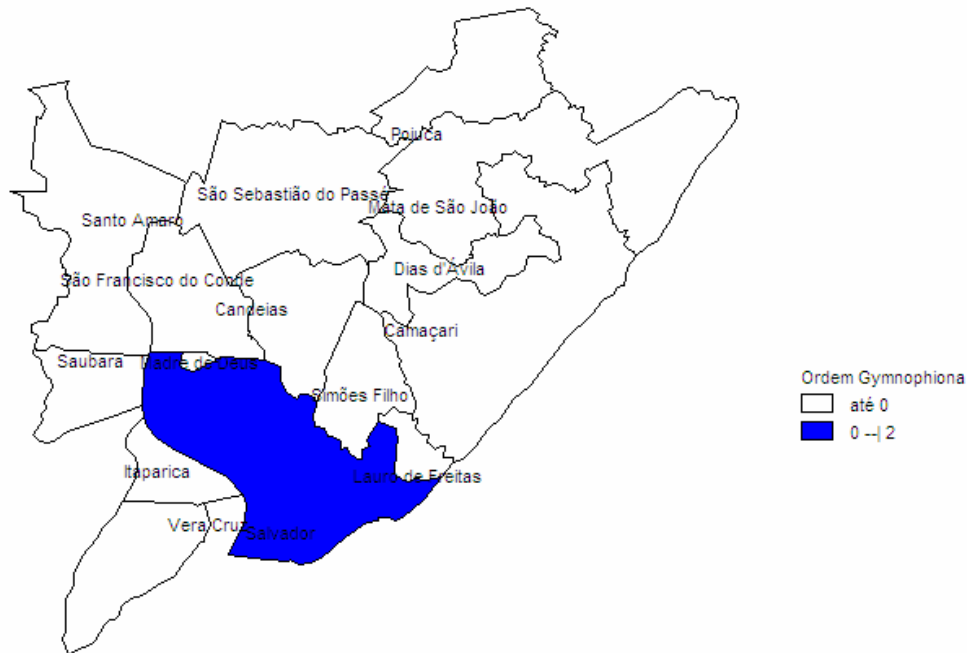 Pojuca
São Sebastião do Passé
Mata de São João
Santo Amaro
Dias d'Ávila
São Francisco do Conde
Candeias
Camaçari
Saubara
Madre de Deus
Ordem Gymnophiona
até 0
0 --| 2
Simões Filho
Itaparica
Lauro de Freitas
Vera Cruz
Salvador